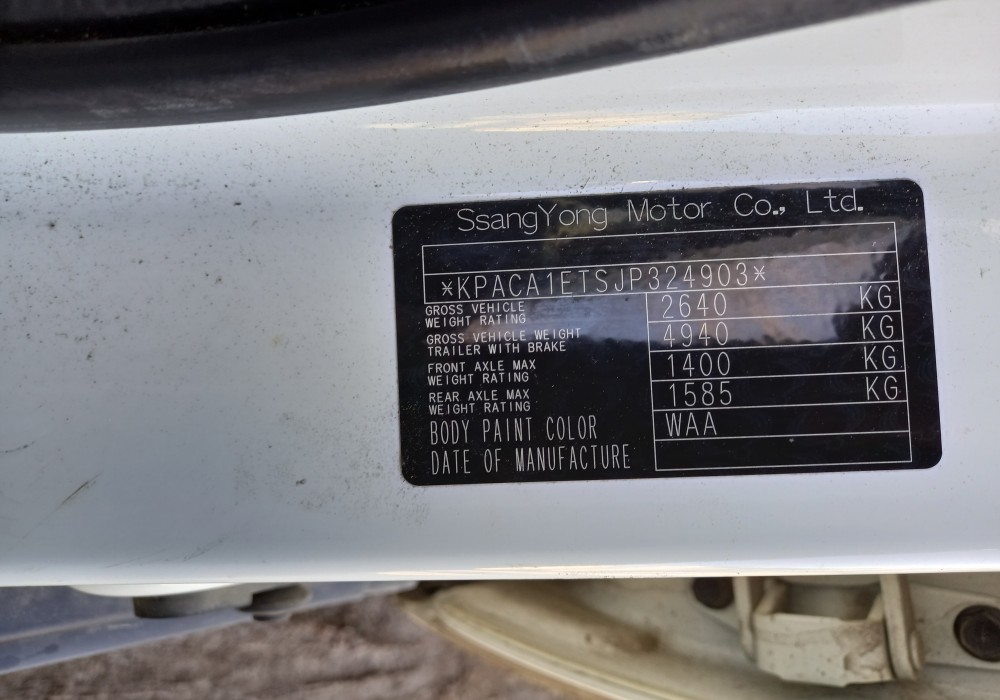 SsangYong Motor Co., Ltd.
*KPACA1ETSJP324903*
GROSS VEHICLE
WEIGHT RATING 2640 KG
GROSS VEHICLE WEIGHT
TRAILER WITH BRAKE 4940 KG
FRONT AXLE MAX
WEIGHT RATING 1400 KG
REAR AXLE MAX
WEIGHT RATING 1585 KG
BODY PAINT COLOR WAA
DATE OF MANUFACTURE